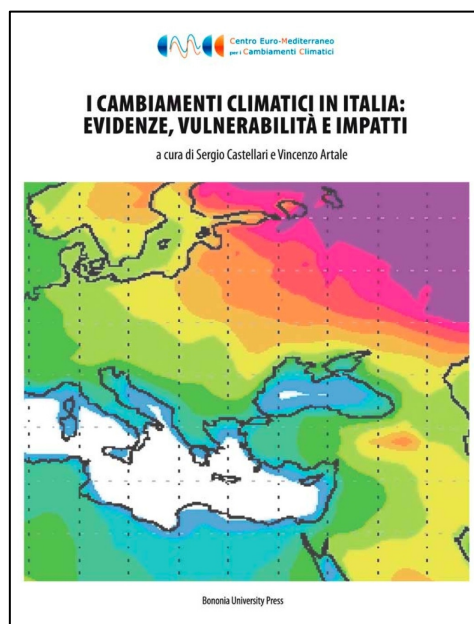 Centro Euro-Mediterraneo
per i Cambiamenti Climatici
I CAMBIAMENTI CLIMATICI IN ITALIA:
EVIDENZE, VULNERABILITÀ E IMPATTI
a cura di Sergio Castellari e Vincenzo Artale
Bononia University Press